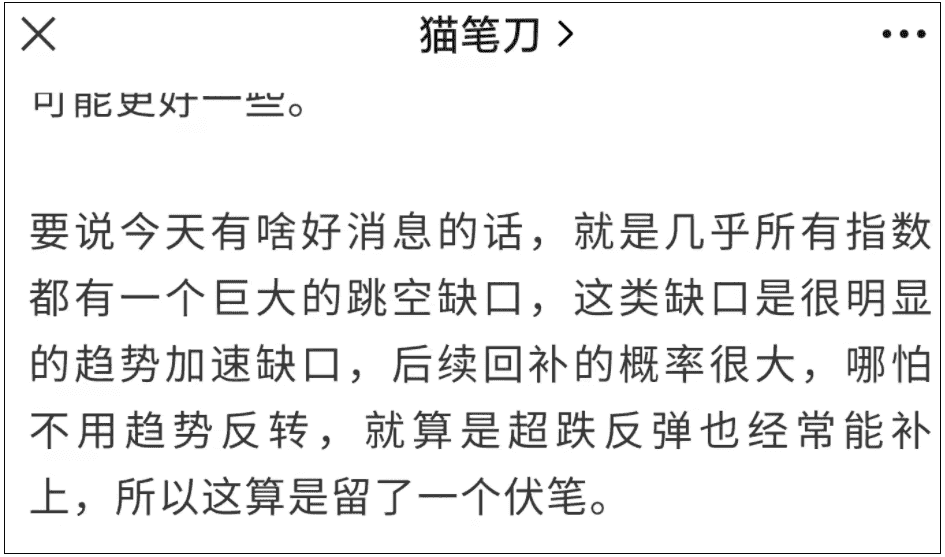 猫笔刀
可能更好一些。
要说今天有啥好消息的话，就是几乎所有指数
都有一个巨大的跳空缺口，这类缺口是很明显
的趋势加速缺口，后续回补的概率很大，哪怕
不用趋势反转，就算是超跌反弹也经常能补
上，所以这算是留了一个伏笔。